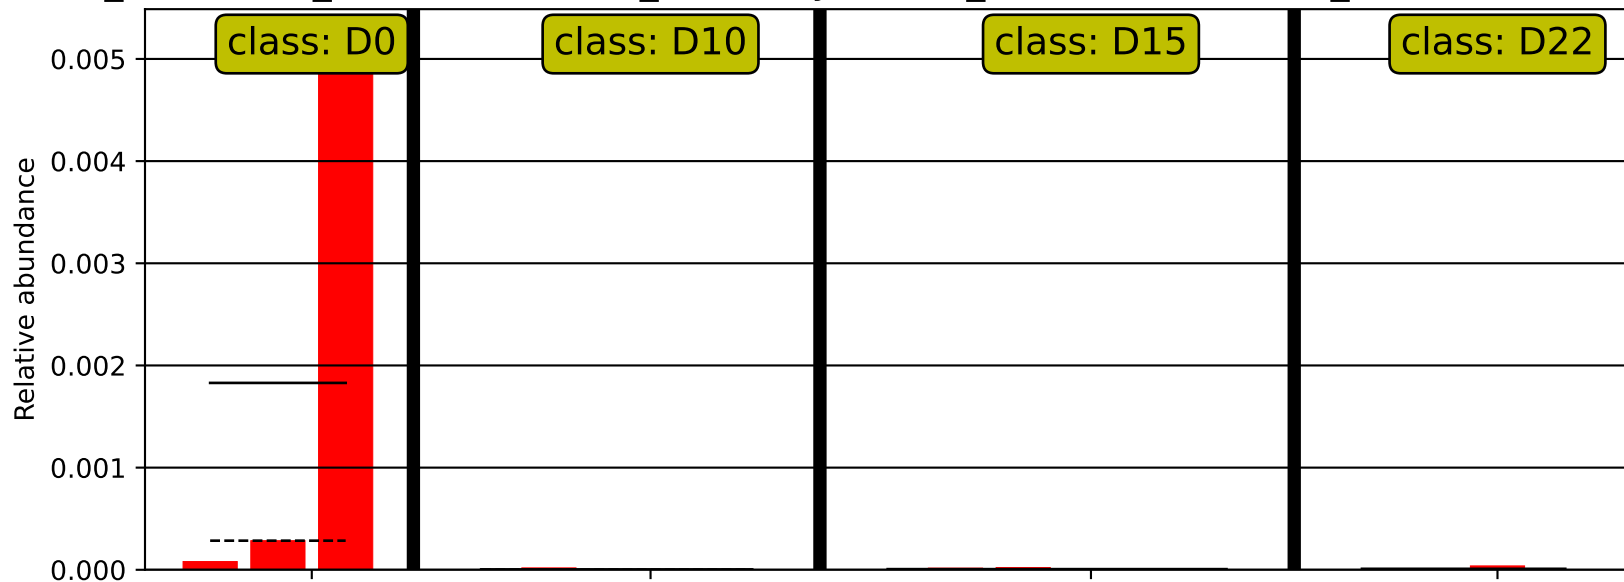 class: D0
class: D10
class: D15
class: D22
0.005
0.004
0.003
0.002
0.001
0.000
Relative abundance